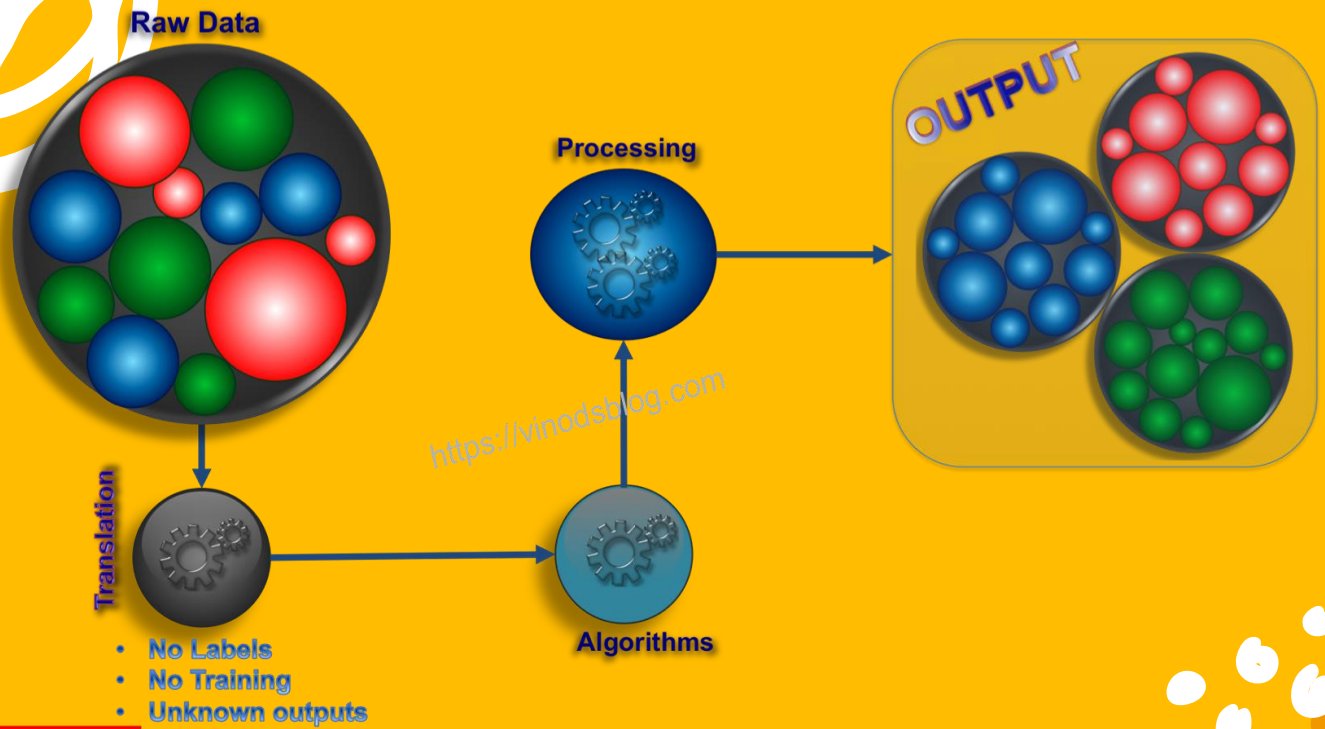 Raw Data
Processing
OUTPUT
https://vinodsblog.com
Translation
Algorithms
• No Labels
• No Training
• Unknown outputs